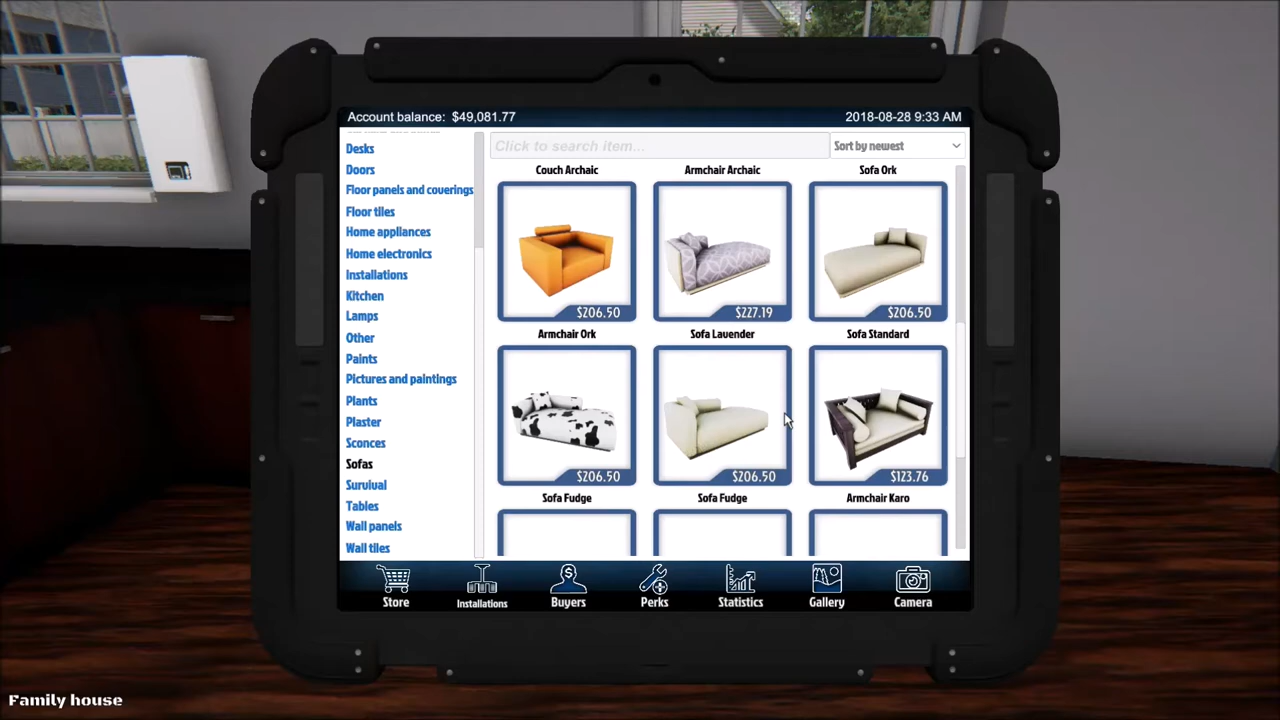 Account balance: $49,081.77
2018-08-28 9:33 AM
Desks
Doors
Floor panels and coverings
Floor tiles
Home appliances
Home electronics
Installations
Kitchen
Lamps
Other
Paints
Pictures and paintings
Plants
Plaster
Sconces
Sofas
Survival
Tables
Wall panels
Wall tiles
Click to search item...
Sort by newest
Couch Archaic
Armchair Archaic
Sofa Ork
$206.50
$227.19
$206.50
Armchair Ork
Sofa Lavender
Sofa Standard
$206.50
$206.50
$123.76
Sofa Fudge
Sofa Fudge
Armchair Karo
Store
Installations
Buyers
Perks
Statistics
Gallery
Camera
Family house